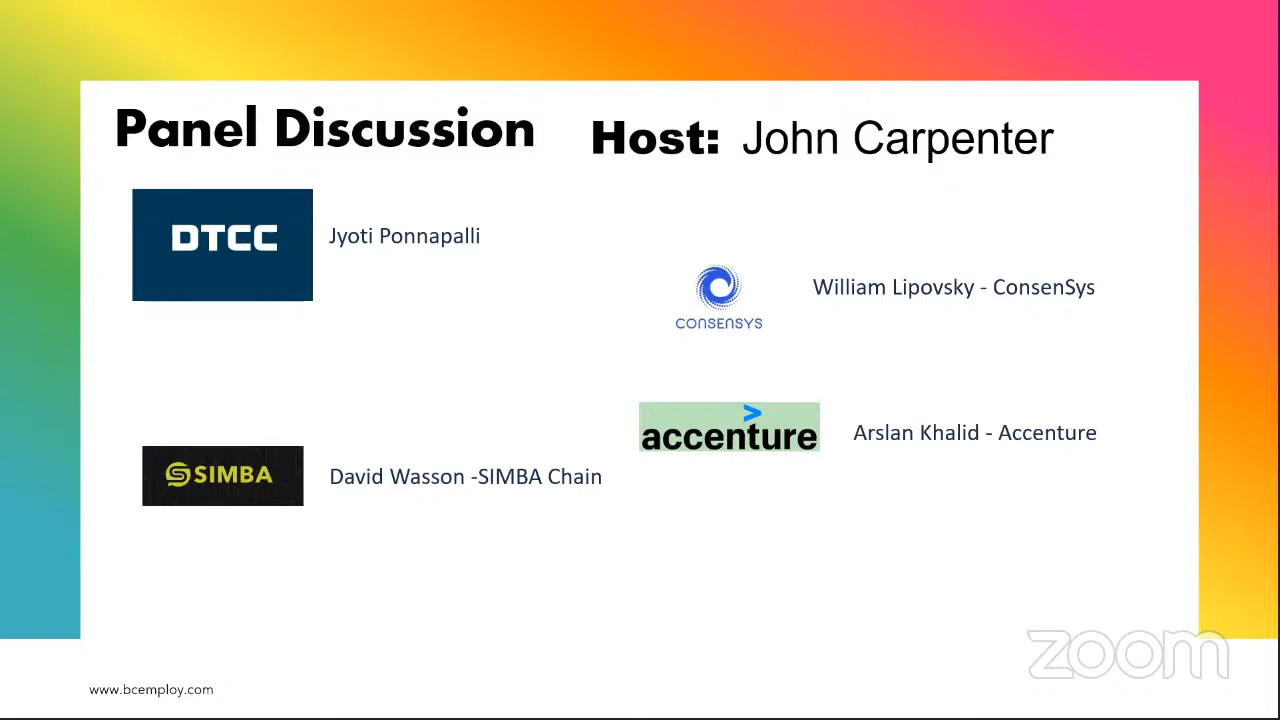 Panel Discussion
Host: John Carpenter
DTCC
Jyoti Ponnapalli
CONSENSYS
William Lipovsky - ConsenSys
accenture
Arslan Khalid - Accenture
SIMBA
David Wasson -SIMBA Chain
zoom
www.bcemploy.com